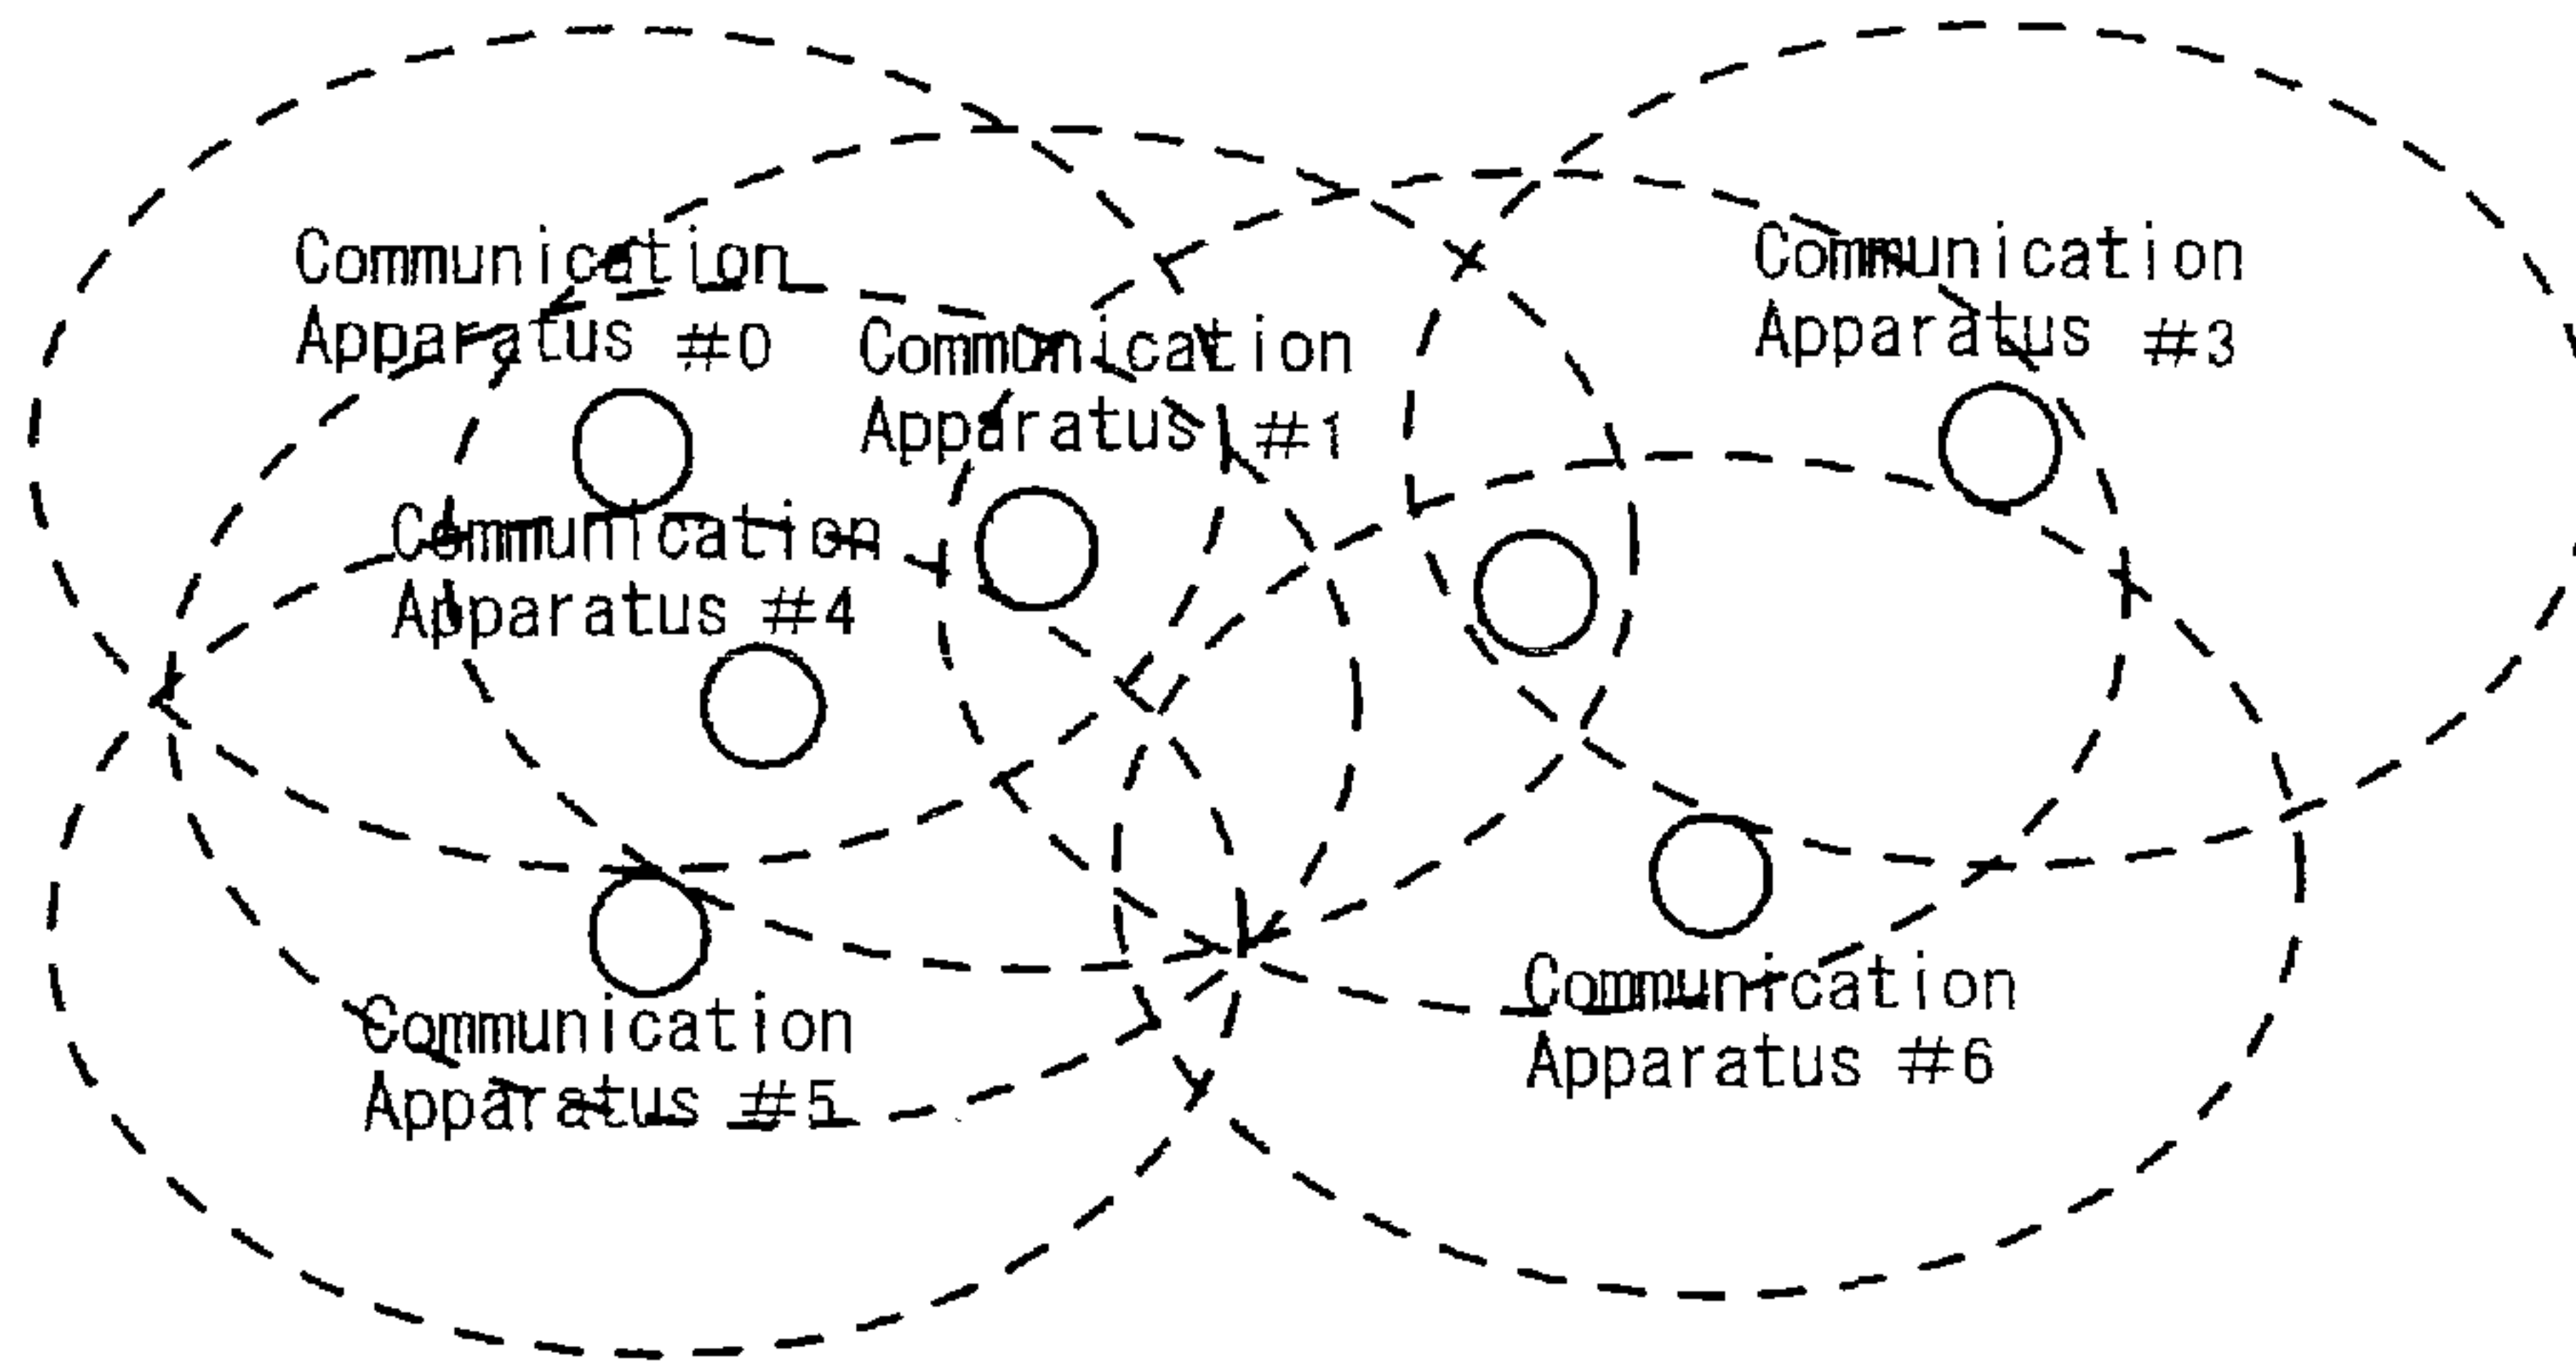 Communication
Apparatus #0
Communication
Apparatus #1
Communication
Apparatus #3
Communication
Apparatus #4
Communication
Apparatus #5
Communication
Apparatus #6